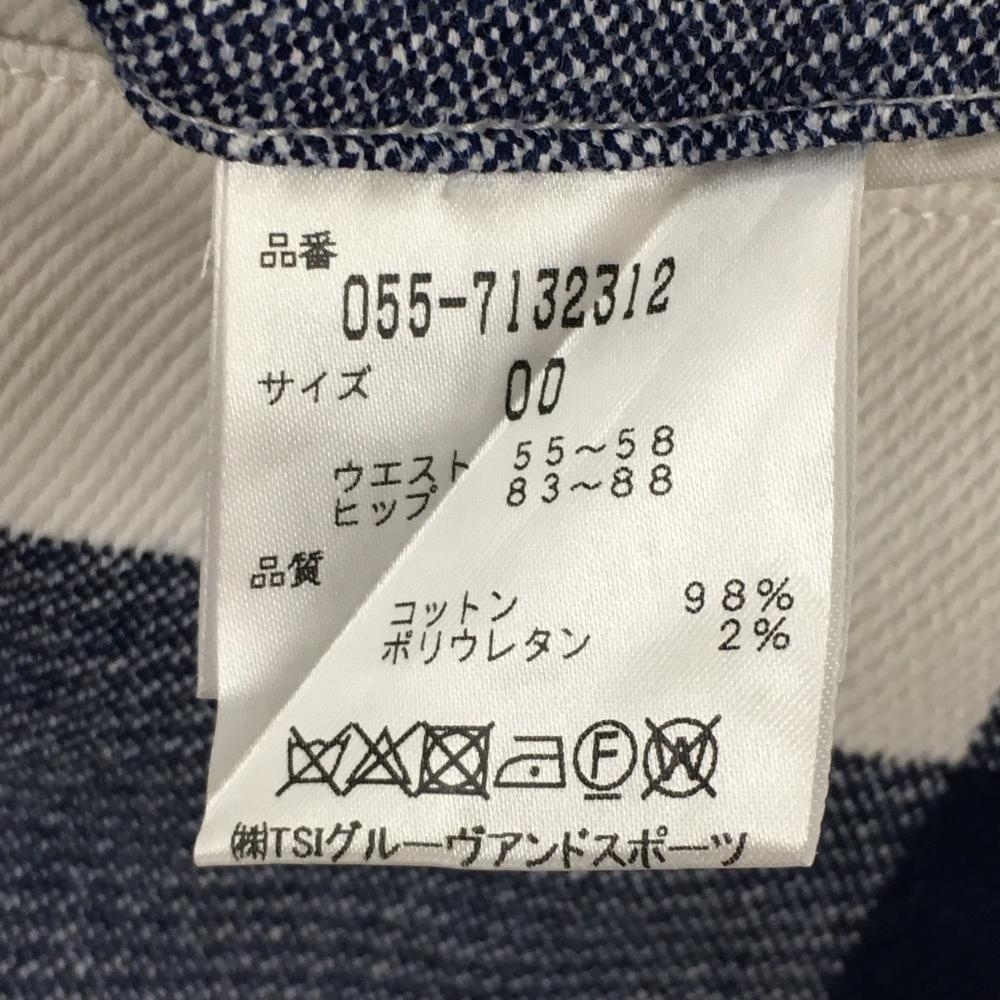 品番
055-7132312
サイズ 00
ウエスト 55~58
ヒップ 83~88
品質
コットン 98%
ポリウレタン 2%
F W
㈱TSIグルーヴアンドスポーツ